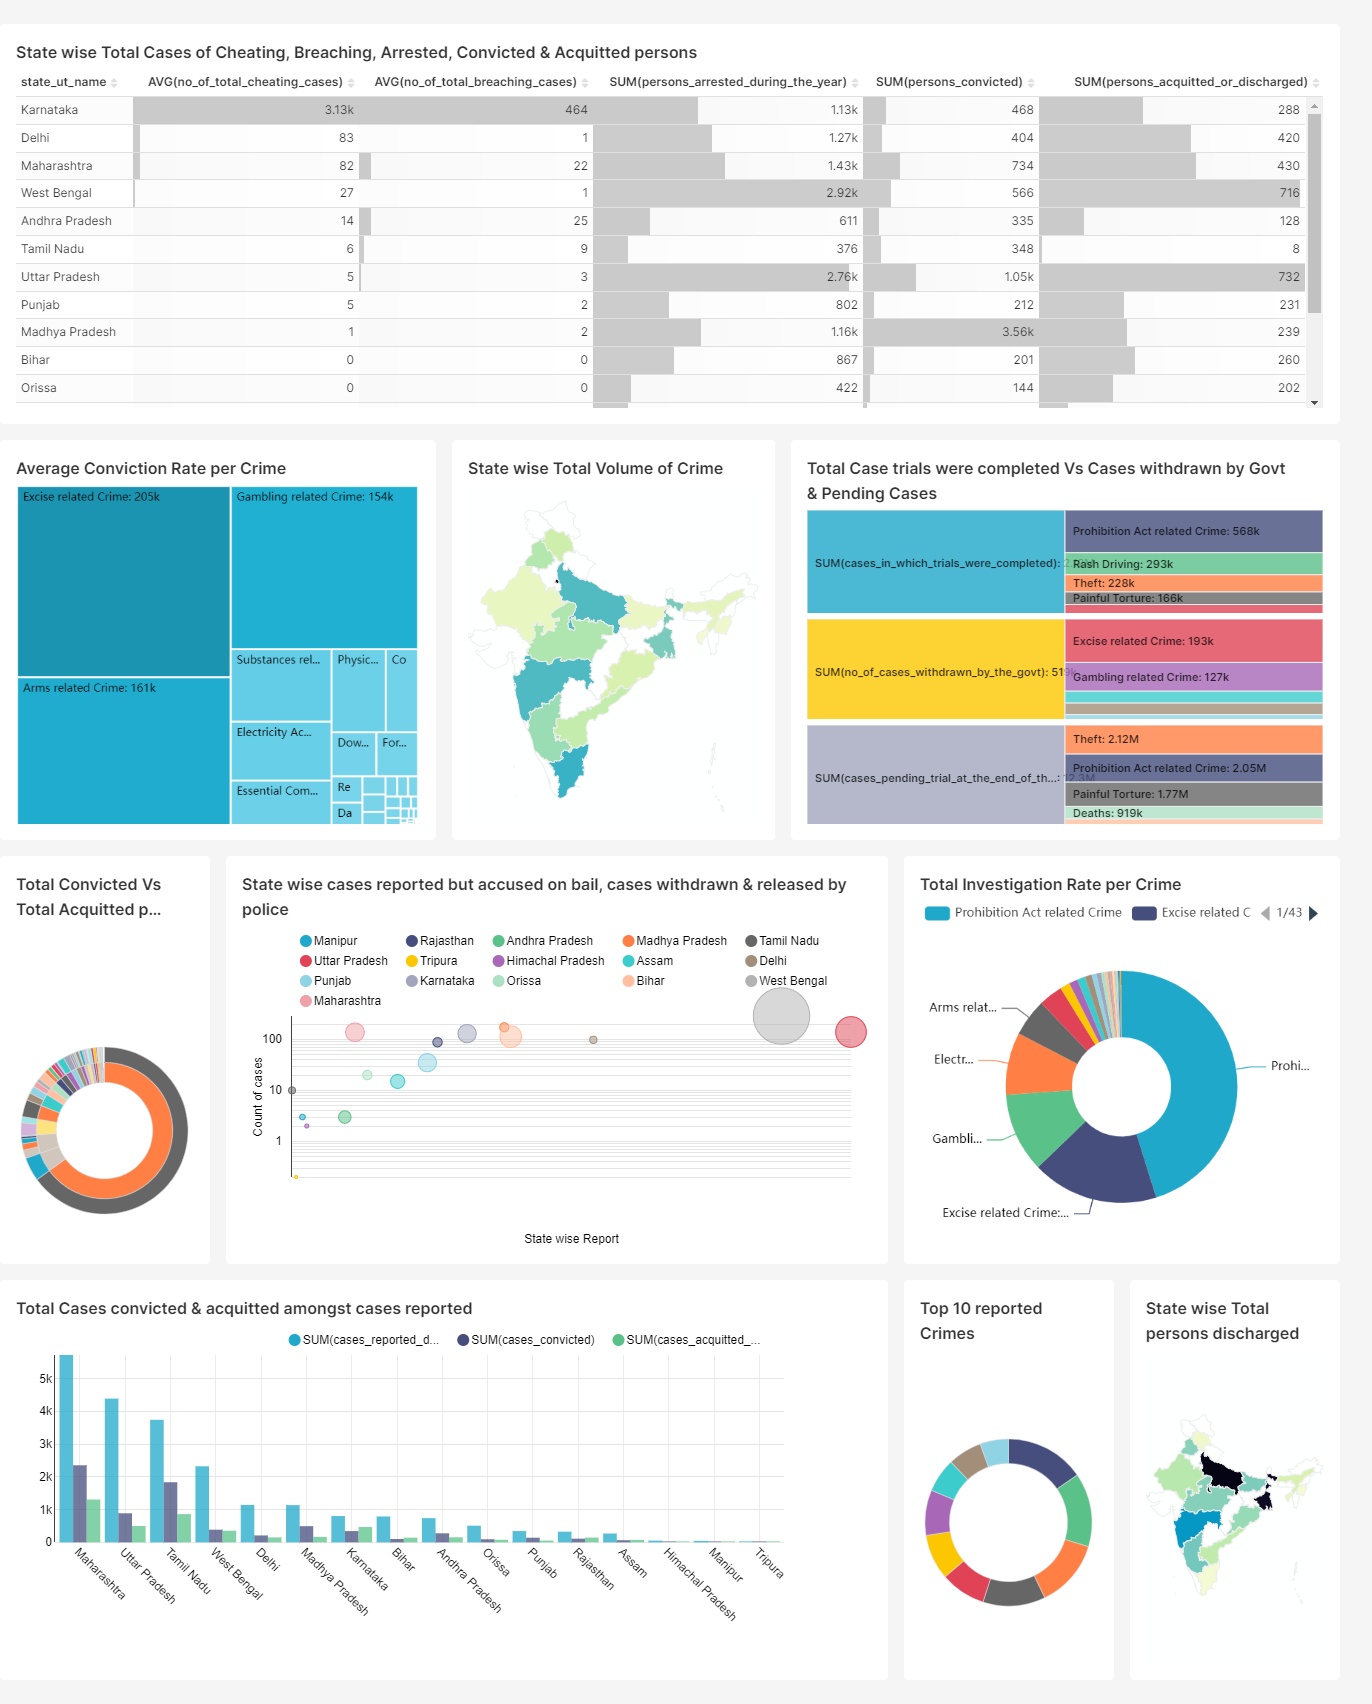 State wise Total Cases of Cheating, Breaching, Arrested, Convicted & Acquitted persons
state_ut_name AVG(no_of_total_cheating_cases) AVG(no_of_total_breaching_cases) SUM(persons_arrested_during_the_year) SUM(persons_convicted) SUM(persons_acquitted_or_discharged)
Karnataka 3.13k 464 1.13k 468 288
Delhi 83 1 1.27k 404 420
Maharashtra 82 22 1.43k 734 430
West Bengal 27 1 2.92k 566 716
Andhra Pradesh 14 25 611 335 128
Tamil Nadu 6 9 376 348 8
Uttar Pradesh 5 3 2.76k 1.05k 732
Punjab 5 2 802 212 231
Madhya Pradesh 1 2 1.16k 3.56k 239
Bihar 0 0 867 201 260
Orissa 0 0 422 144 202
Average Conviction Rate per Crime
Excise related Crime: 205k
Gambling related Crime: 154k
Arms related Crime: 161k
Substances rel...
Physic...
Co
Electricity Ac...
Dow...
For...
Essential Com...
Re
Da
State wise Total Volume of Crime
Total Case trials were completed Vs Cases withdrawn by Govt
& Pending Cases
SUM(cases_in_which_trials_were_completed):
Prohibition Act related Crime: 568k
Rash Driving: 293k
Theft: 228k
Painful Torture: 166k
SUM(no_of_cases_withdrawn_by_the_govt):
Excise related Crime: 193k
Gambling related Crime: 127k
SUM(cases_pending_trial_at_the_end_of_th...: 12.3M
Theft: 2.12M
Prohibition Act related Crime: 2.05M
Painful Torture: 1.77M
Deaths: 919k
Total Convicted Vs
Total Acquitted p...
State wise cases reported but accused on bail, cases withdrawn & released by
police
Manipur Rajasthan Andhra Pradesh Madhya Pradesh Tamil Nadu
Uttar Pradesh Tripura Himachal Pradesh Assam Delhi
Punjab Karnataka Orissa Bihar West Bengal
Maharashtra
100
10
1
Count of cases
State wise Report
Total Investigation Rate per Crime
Prohibition Act related Crime Excise related C 1/43
Arms relat...
Electr...
Gambli...
Excise related Crime:...
Prohi...
Total Cases convicted & acquitted amongst cases reported
SUM(cases_reported_d... SUM(cases_convicted) SUM(cases_acquitted_...
5k
4k
3k
2k
1k
0
Maharashtra
Uttar Pradesh
Tamil Nadu
West Bengal
Delhi
Madhya Pradesh
Karnataka
Bihar
Andhra Pradesh
Orissa
Punjab
Rajasthan
Assam
Himachal Pradesh
Manipur
Tripura
Top 10 reported
Crimes
State wise Total
persons discharged